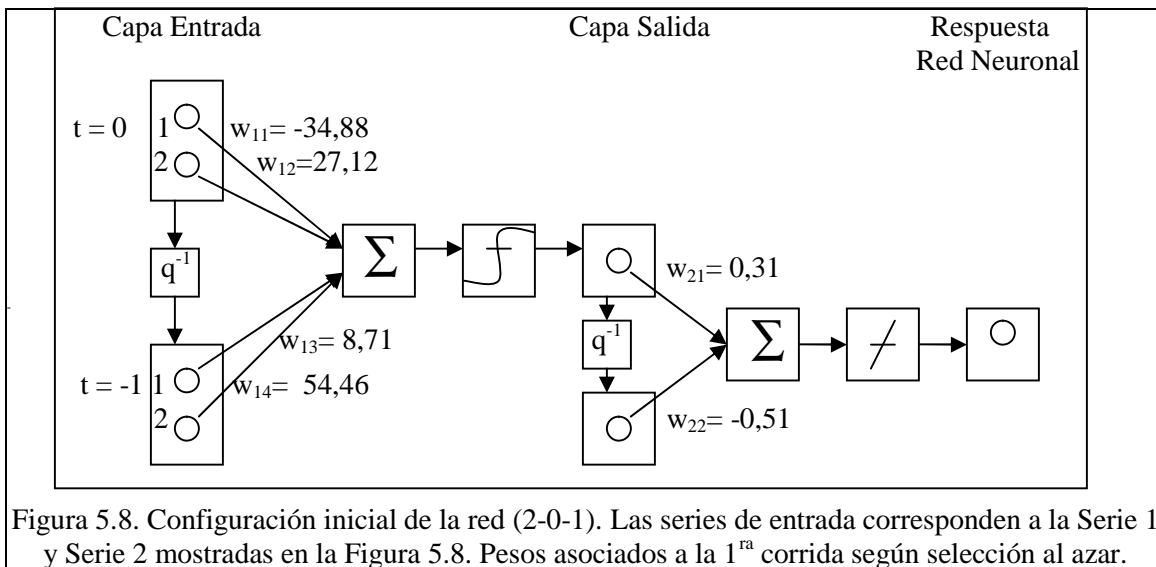 Capa Entrada Capa Salida Respuesta
Red Neuronal
t = 0
1
2
w11= -34,88
w12=27,12
q-1
Σ
w13= 8,71
w14= 54,46
t = -1
1
2
q-1
w21= 0,31
w22= -0,51
Σ
Figura 5.8. Configuración inicial de la red (2-0-1). Las series de entrada corresponden a la Serie 1
y Serie 2 mostradas en la Figura 5.8. Pesos asociados a la 1ra corrida según selección al azar.